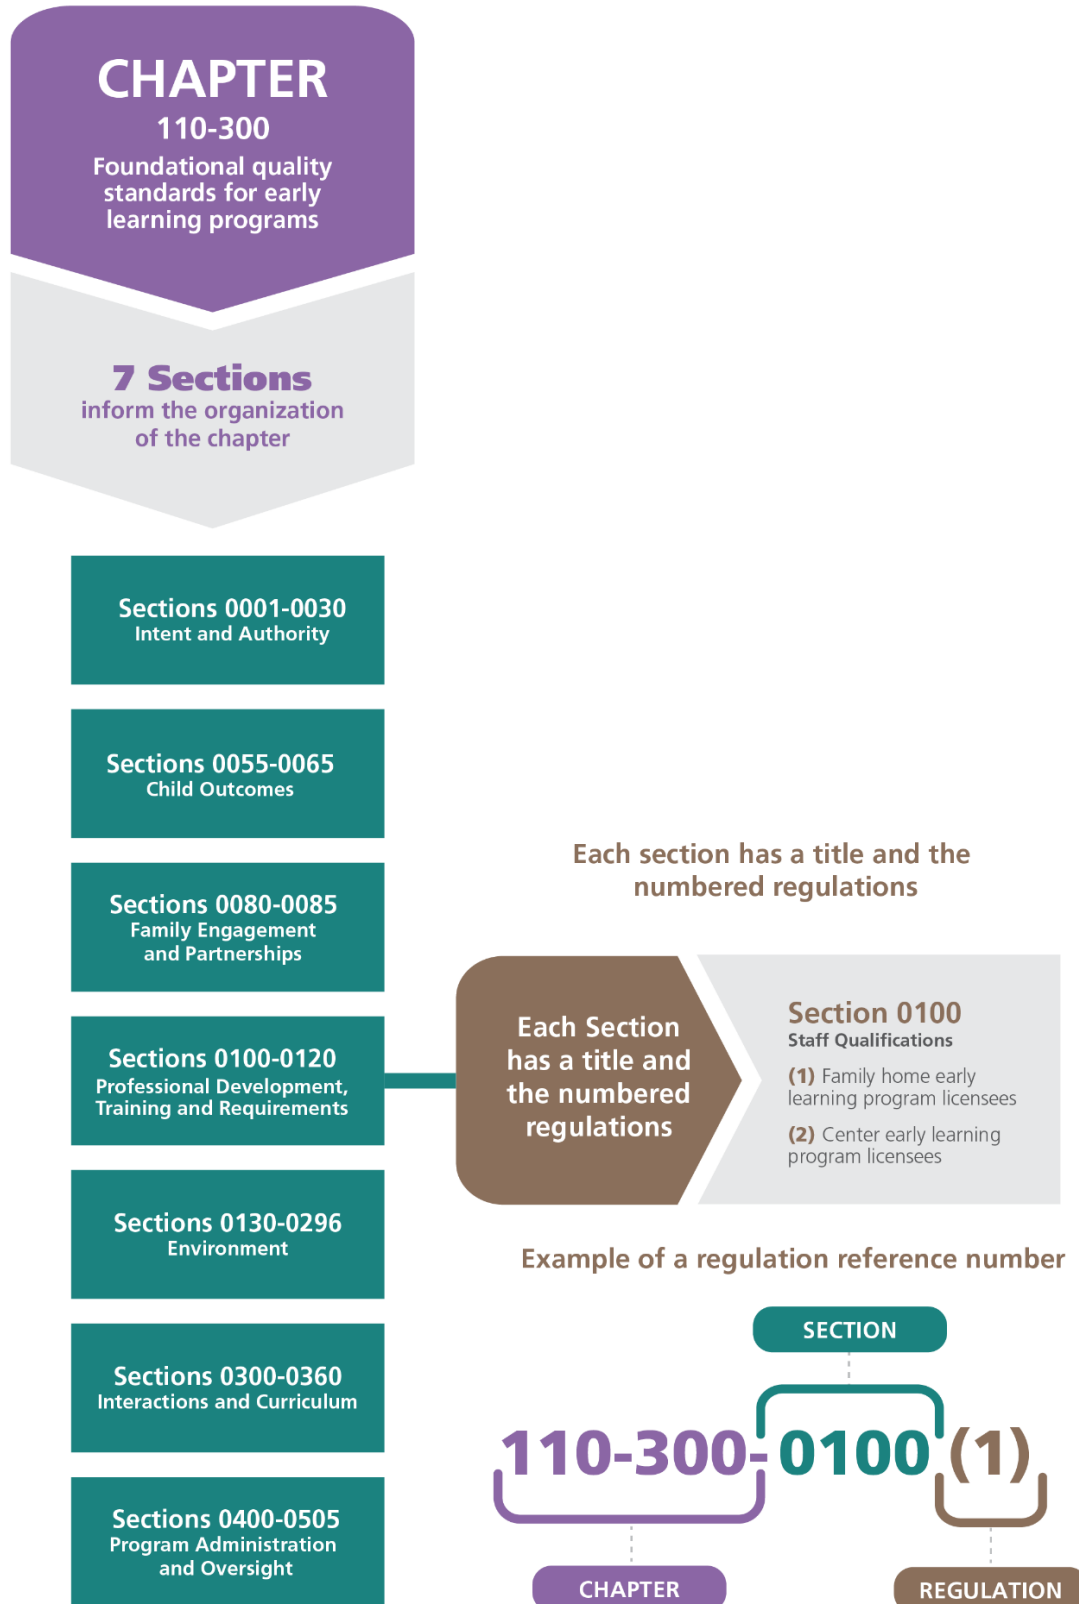 CHAPTER
110-300
Foundational quality
standards for early
learning programs
7 Sections
inform the organization
of the chapter
Sections 0001-0030
Intent and Authority
Sections 0055-0065
Child Outcomes
Sections 0080-0085
Family Engagement
and Partnerships
Sections 0100-0120
Professional Development,
Training and Requirements
Sections 0130-0296
Environment
Sections 0300-0360
Interactions and Curriculum
Sections 0400-0505
Program Administration
and Oversight
Each section has a title and the
numbered regulations
Each Section
has a title and
the numbered
regulations
Section 0100
Staff Qualifications
(1) Family home early
learning program licensees
(2) Center early learning
program licensees
Example of a regulation reference number
SECTION
110-300-0100(1)
CHAPTER
REGULATION